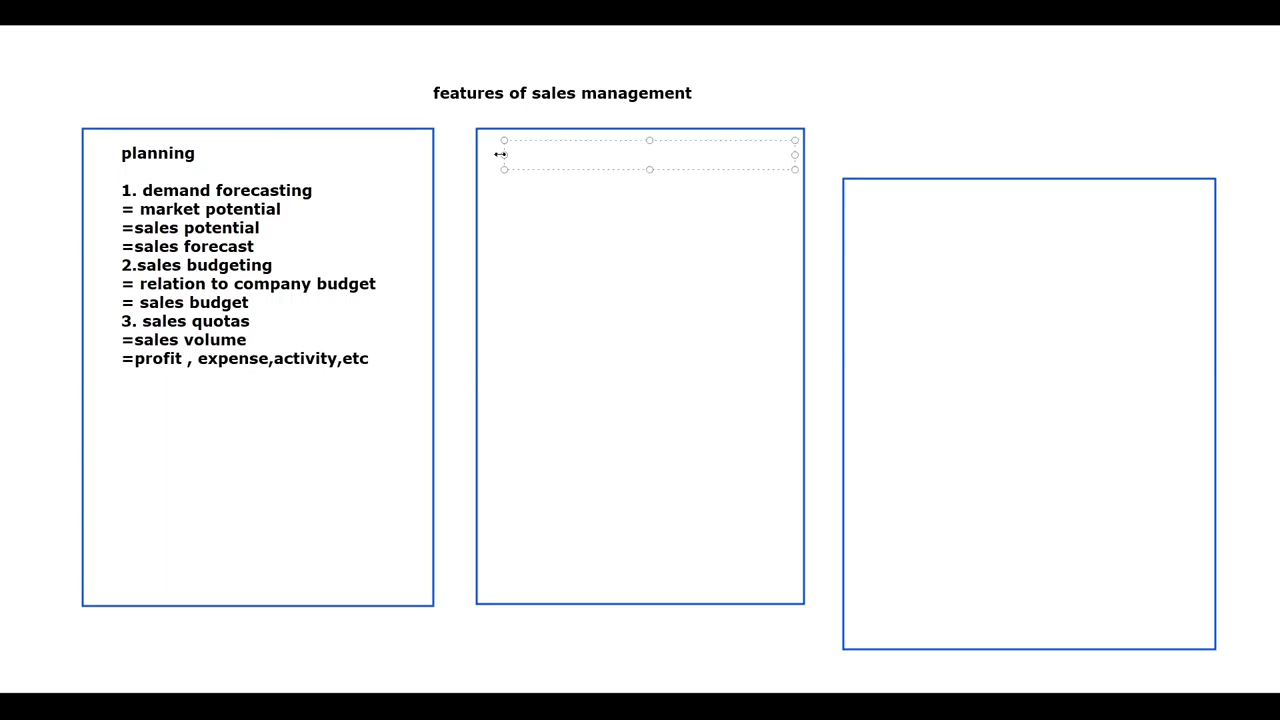 features of sales management
planning
1. demand forecasting
= market potential
=sales potential
=sales forecast
2.sales budgeting
= relation to company budget
= sales budget
3. sales quotas
=sales volume
=profit , expense,activity,etc